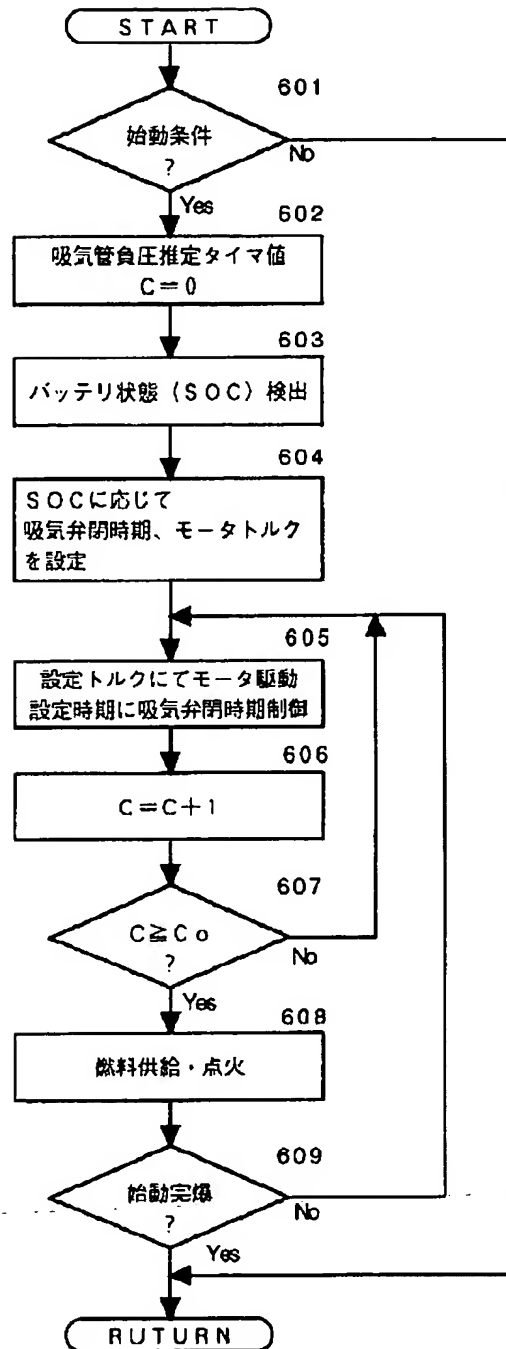 START
601
始動条件
?
No
Yes
602
吸気管負圧推定タイマ値
C=0
603
バッテリ状態(SOC)検出
604
SOCに応じて
吸気弁閉時期、モータトルク
を設定
605
設定トルクにてモータ駆動
設定時期に吸気弁閉時期制御
606
C=C+1
607
C≧Co
?
No
Yes
608
燃料供給・点火
609
始動完爆
?
No
Yes
RUTURN